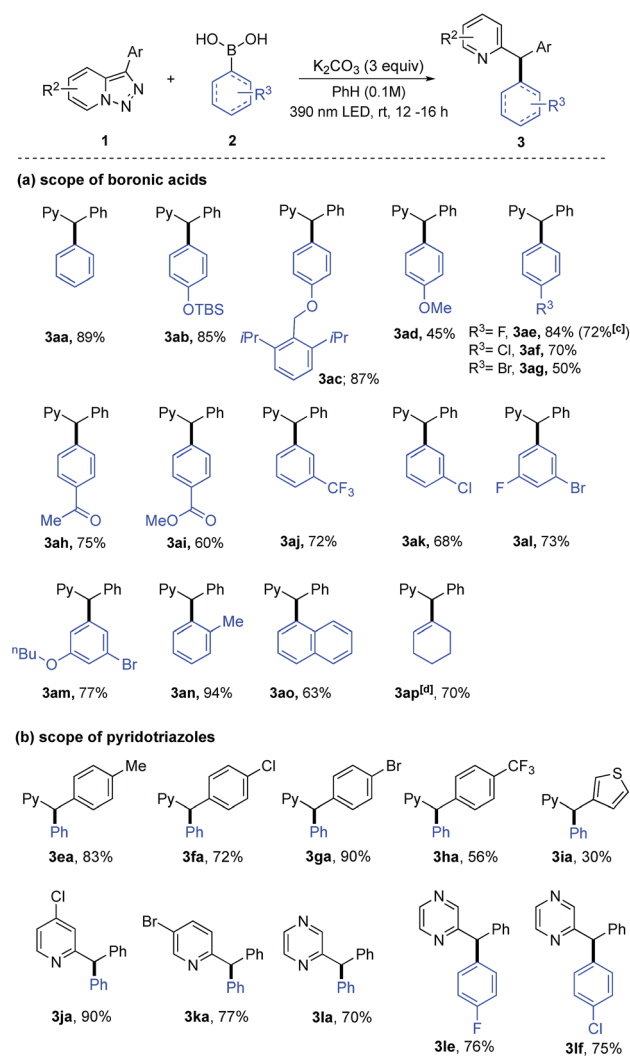 R² Ar N N N 1
+
HO OH B R³ 2
K₂CO₃ (3 equiv)
PhH (0.1M)
390 nm LED, rt, 12 -16 h
R² N Ar R³ 3
(a) scope of boronic acids
Py Ph
3aa, 89%
Py Ph
OTBS
3ab, 85%
Py Ph
O
iPr iPr
3ac; 87%
Py Ph
OMe
3ad, 45%
Py Ph
R³
R³= F, 3ae, 84% (72%[c])
R³= Cl, 3af, 70%
R³= Br, 3ag, 50%
Py Ph
Me O
3ah, 75%
Py Ph
MeO O
3ai, 60%
Py Ph
CF₃
3aj, 72%
Py Ph
Cl
3ak, 68%
Py Ph
F Br
3al, 73%
Py Ph
ⁿBu O Br
3am, 77%
Py Ph
Me
3an, 94%
Py Ph
3ao, 63%
Py Ph
3ap[d], 70%
(b) scope of pyridotriazoles
Me
Py
Ph
3ea, 83%
Cl
Py
Ph
3fa, 72%
Br
Py
Ph
3ga, 90%
CF₃
Py
Ph
3ha, 56%
S
Py
Ph
3ia, 30%
Cl
N Ph
Ph
3ja, 90%
Br
N Ph
Ph
3ka, 77%
N
N Ph
Ph
3la, 70%
N
N Ph
F
3le, 76%
N
N Ph
Cl
3lf, 75%